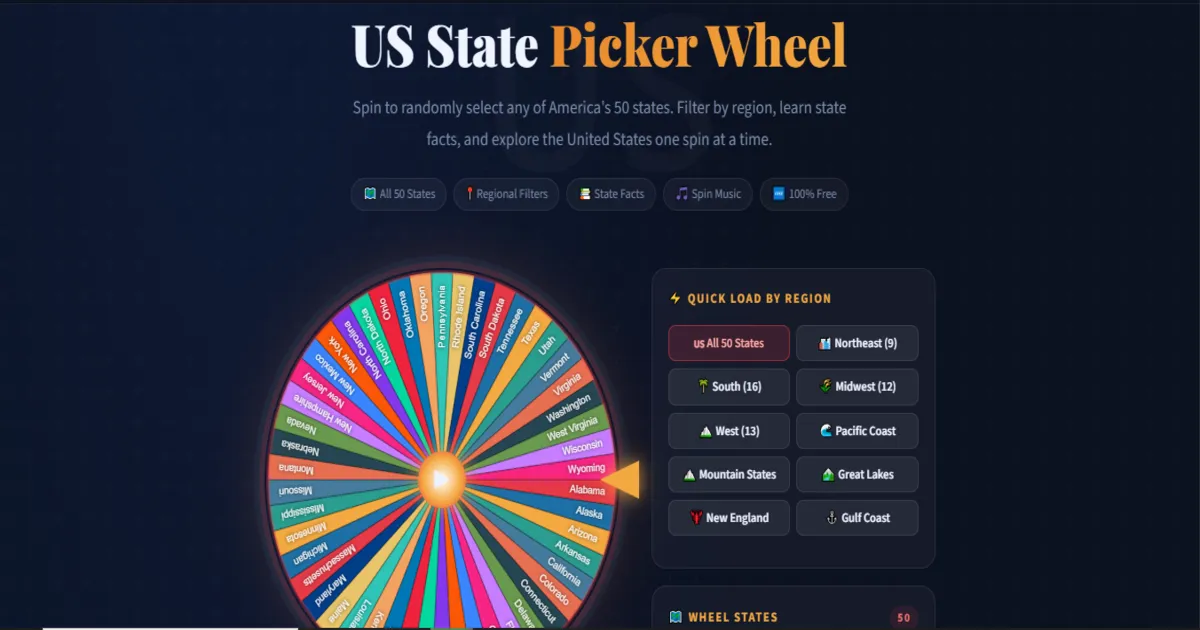 US State Picker Wheel
Spin to randomly select any of America's 50 states. Filter by region, learn state
facts, and explore the United States one spin at a time.
All 50 States
Regional Filters
State Facts
Spin Music
100% Free
Ohio
Oklahoma
Oregon
Pennsylvania
Rhode Island
South Carolina
South Dakota
Tennessee
Texas
Utah
Vermont
Virginia
Washington
West Virginia
Wisconsin
Wyoming
Alabama
Alaska
Arizona
Arkansas
California
Colorado
Connecticut
Delaw
Louisia
Maine
Maryland
Massachusetts
Michigan
Minnesota
Mississippi
Missouri
Montana
Nebraska
Nevada
New Hampshire
New Jersey
New Mexico
New York
North Carolina
North Dakota
QUICK LOAD BY REGION
US All 50 States
Northeast (9)
South (16)
Midwest (12)
West (13)
Pacific Coast
Mountain States
Great Lakes
New England
Gulf Coast
WHEEL STATES
50